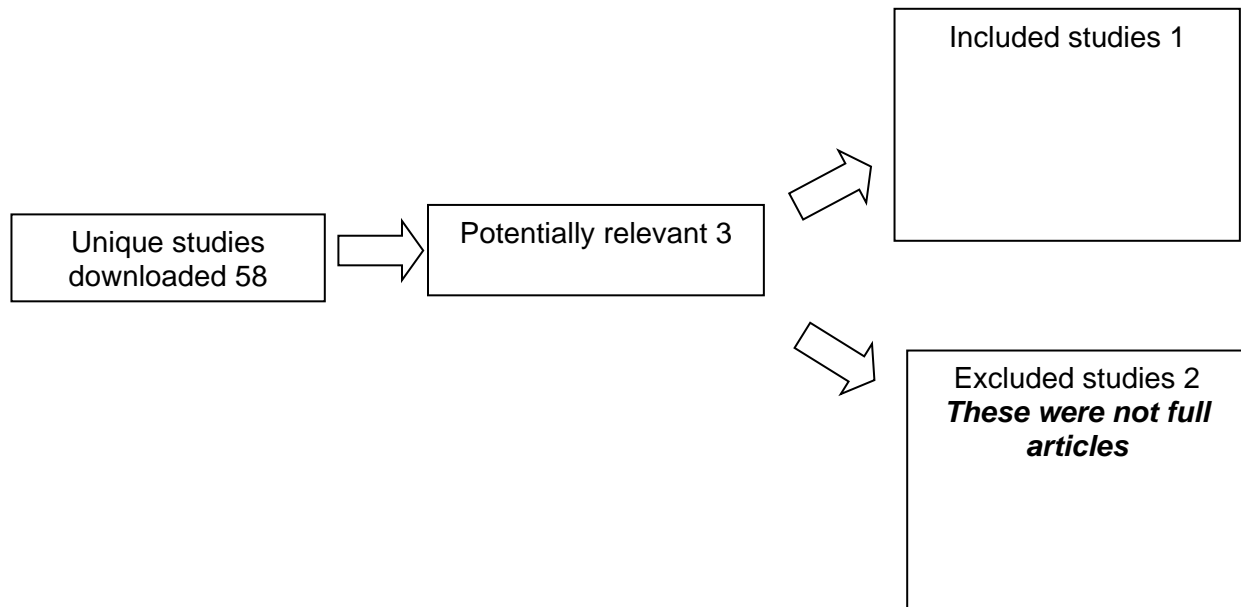 Included studies 1
Unique studies
downloaded 58
Potentially relevant 3
Excluded studies 2
These were not full
articles